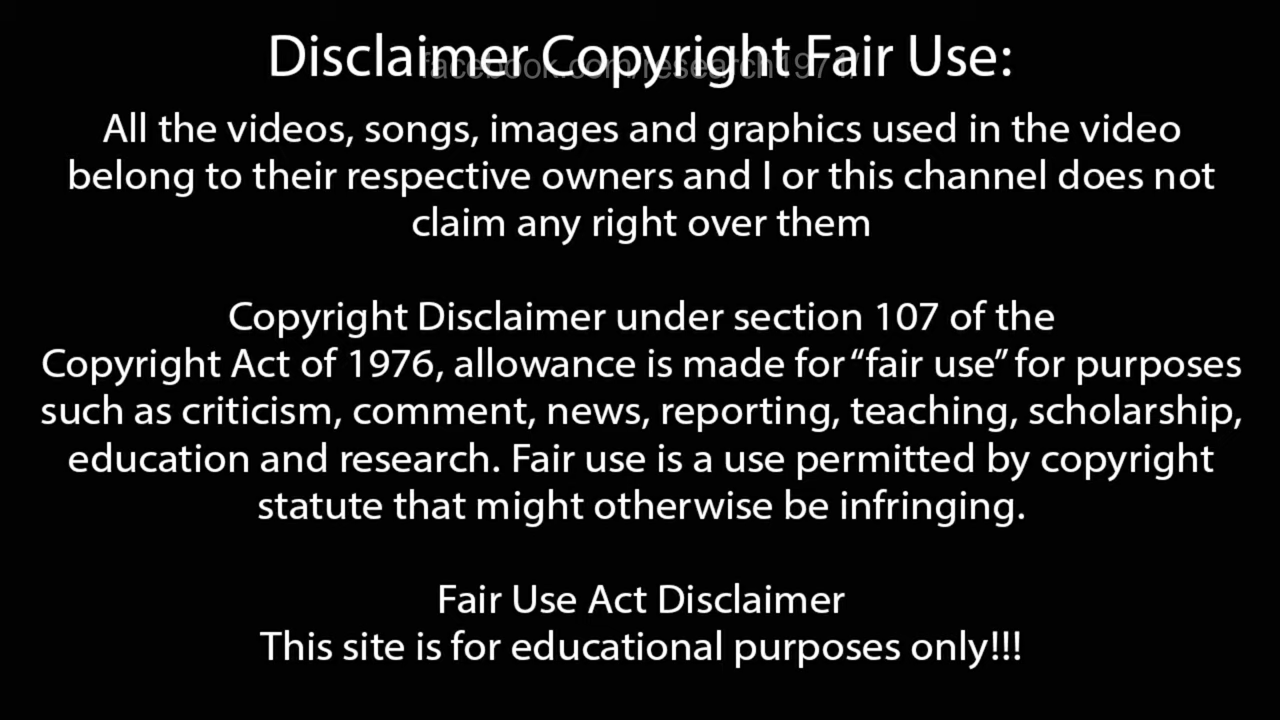 Disclaimer Copyright Fair Use:
facebook.com/research1971/
All the videos, songs, images and graphics used in the video
belong to their respective owners and I or this channel does not
claim any right over them
Copyright Disclaimer under section 107 of the
Copyright Act of 1976, allowance is made for “fair use” for purposes
such as criticism, comment, news, reporting, teaching, scholarship,
education and research. Fair use is a use permitted by copyright
statute that might otherwise be infringing.
Fair Use Act Disclaimer
This site is for educational purposes only!!!